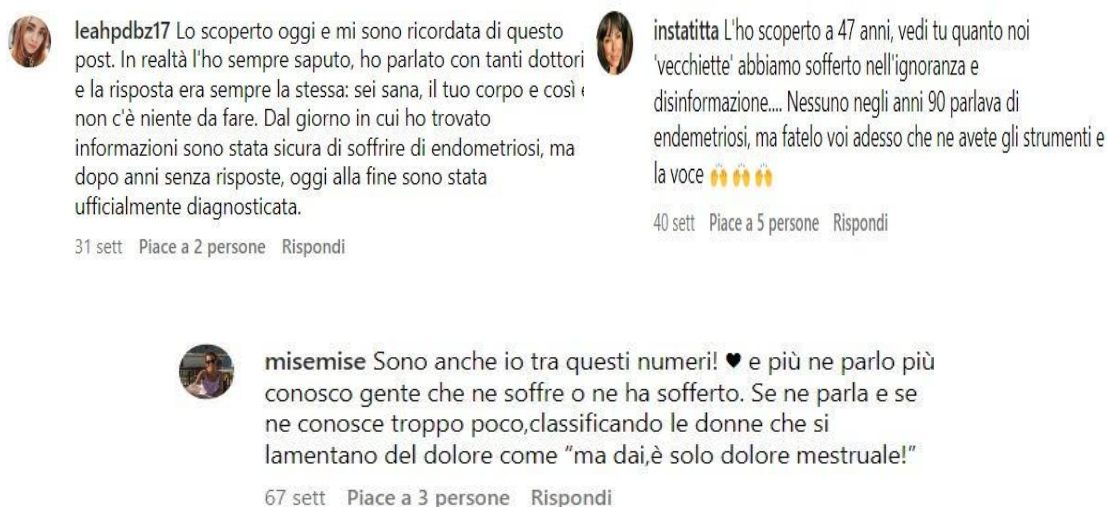 leahpdbz17 Lo scoperto oggi e mi sono ricordata di questo
post. In realtà l'ho sempre saputo, ho parlato con tanti dottori
e la risposta era sempre la stessa: sei sana, il tuo corpo e così
non c'è niente da fare. Dal giorno in cui ho trovato
informazioni sono stata sicura di soffrire di endometriosi, ma
dopo anni senza risposte, oggi alla fine sono stata
ufficialmente diagnosticata.
31 sett Piace a 2 persone Rispondi
instatitta L'ho scoperto a 47 anni, vedi tu quanto noi
'vecchiette' abbiamo sofferto nell'ignoranza e
disinformazione.... Nessuno negli anni 90 parlava di
endemetriosi, ma fatelo voi adesso che ne avete gli strumenti e
la voce 🙌 🙌 🙌
40 sett Piace a 5 persone Rispondi
misemise Sono anche io tra questi numeri! ♥ e più ne parlo più
conosco gente che ne soffre o ne ha sofferto. Se ne parla e se
ne conosce troppo poco,classificando le donne che si
lamentano del dolore come “ma dai,è solo dolore mestruale!”
67 sett Piace a 3 persone Rispondi